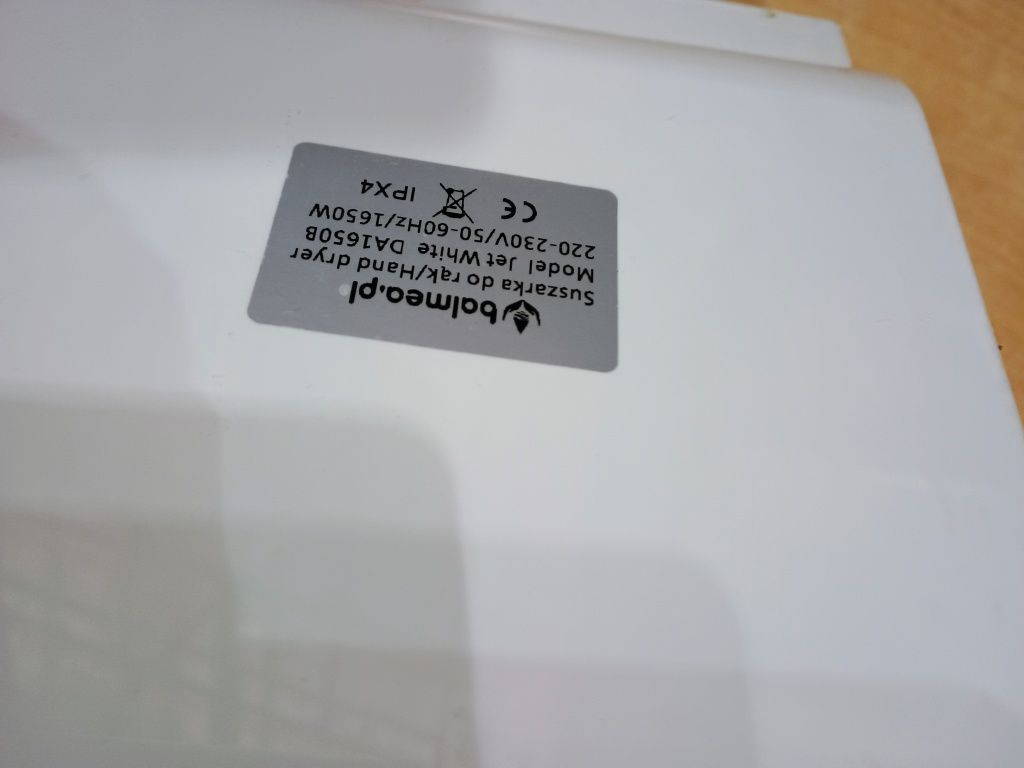 balmea.pl
Suszarka do rąk/Hand dryer
Model Jet White DA1650B
220-230V/50-60Hz/1650W
CE IPX4